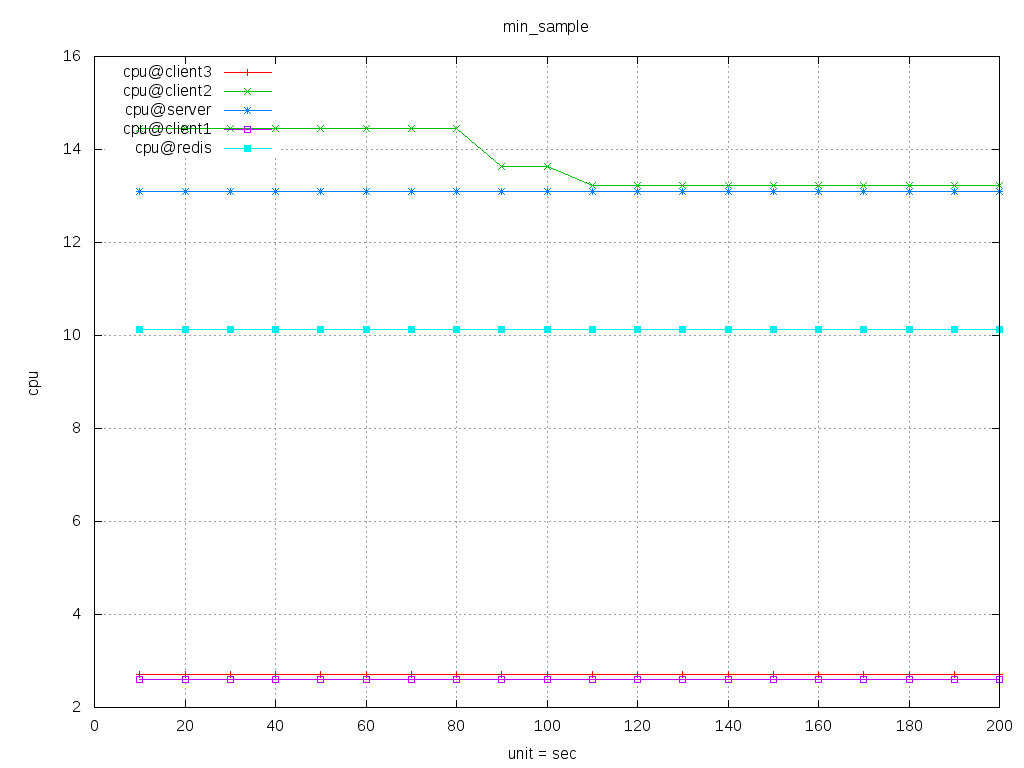 min_sample
16
14
12
10
8
6
4
2
cpu
cpu@client3
cpu@client2
cpu@server
cpu@client1
cpu@redis
0 20 40 60 80 100 120 140 160 180 200
unit = sec